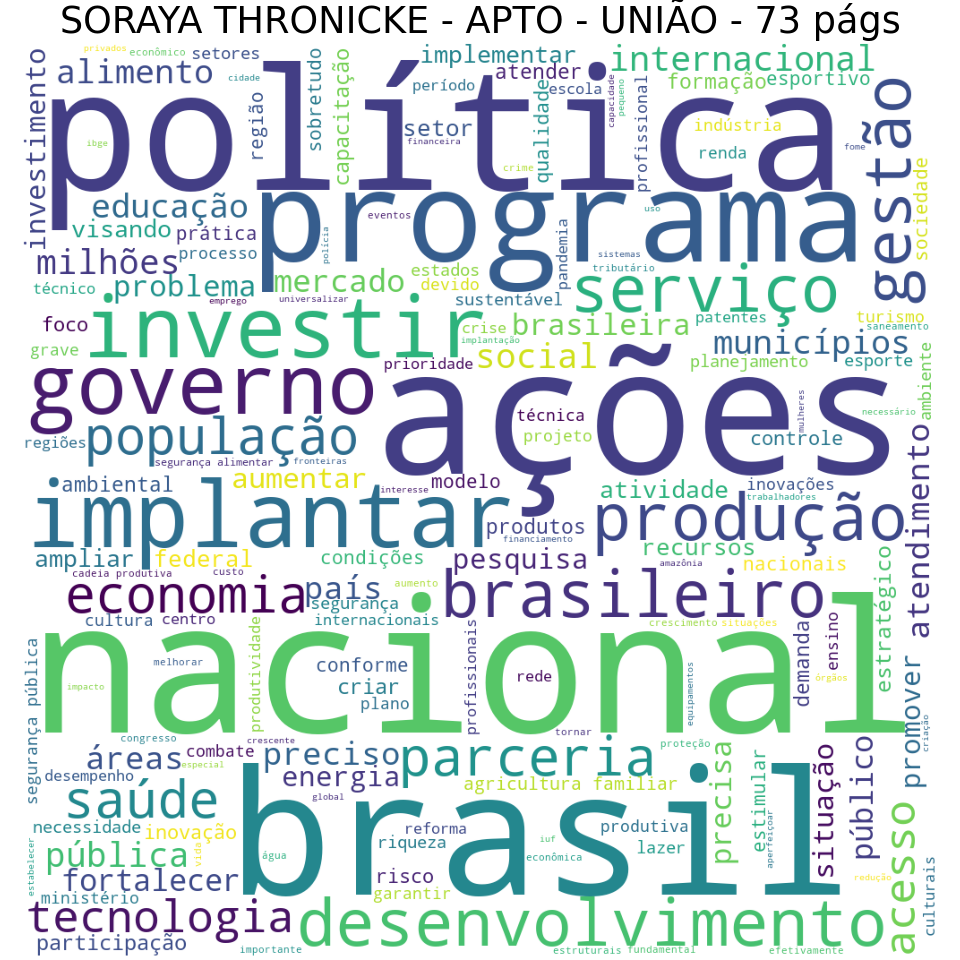 SORAYA THRONICKE - APTO - UNIÃO - 73 págs
privados
econômico
setores
implementar
internacional
investimento
alimento
cidade
região
sobretudo
capacitação
período
atender
escola
formação
esportivo
política
setor
financeira
qualidade
capacidade
pequeno
profissional
indústria
renda
fome
gestão
ibge
crime
sociedade
educação
visando
prática
eventos
programa
uso
processo
polícia
pandemia
sistemas
tributário
milhões
técnico
problema
emprego
mercado
universalizar
estados
devido
sustentável
serviço
patentes
turismo
saneamento
foco
grave
investir
crise
implantação
brasileira
municípios
social
prioridade
planejamento
esporte
ambiente
governo
ações
técnica
projeto
mulheres
necessário
controle
regiões
população
segurança alimentar
fronteiras
aumentar
interesse
modelo
ambiental
atividade
inovações
trabalhadores
implantar
produtos
financiamento
produção
atendimento
ampliar
federal
condições
pesquisa
recursos
amazônia
nacionais
cadeia produtiva
custo
economia
país
aumento
segurança
brasileiro
estratégico
cultura
centro
internacionais
crescimento
situações
nacional
segurança pública
melhorar
produtividade
conforme
criar
plano
profissionais
rede
equipamentos
demanda
ensino
órgãos
impacto
congresso
crescente
tornar
promover
criação
áreas
combate
especial
preciso
parceria
proteção
desempenho
energia
global
agricultura familiar
precisa
estimular
situação
público
saúde
brasil
acesso
necessidade
inovação
reforma
riqueza
produtiva
lazer
aperfeiçoar
iuf
econômica
pública
vida
água
estabelecer
fortalecer
risco
garantir
redução
ministério
culturais
tecnologia
desenvolvimento
participação
importante
estruturais
fundamental
efetivamente